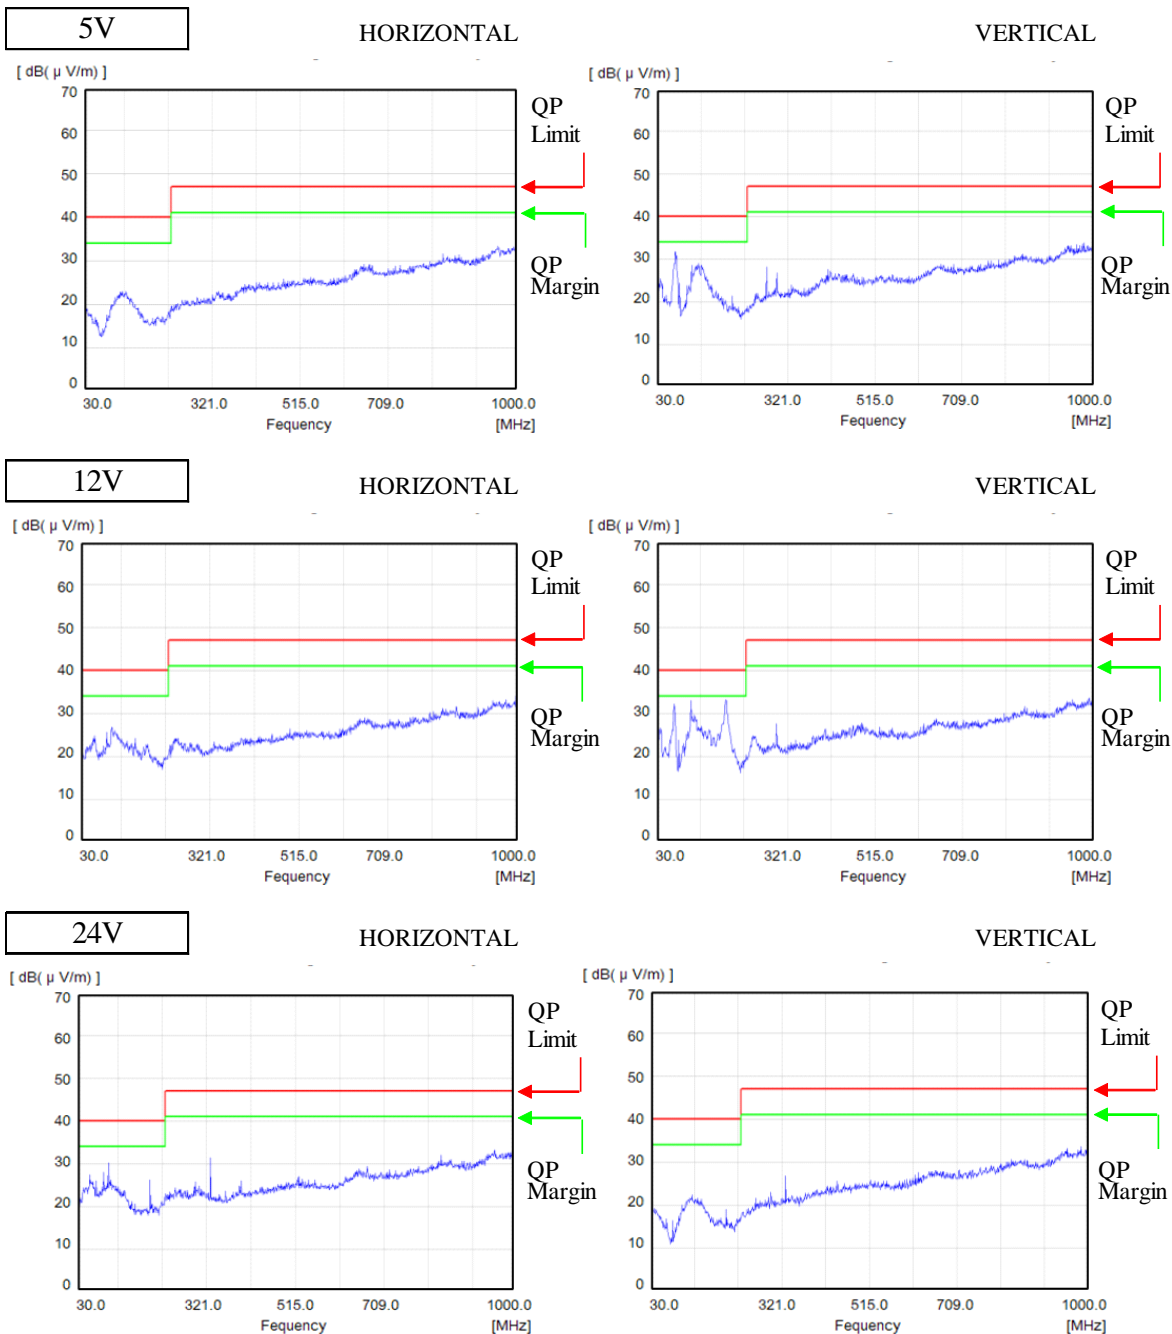 5V
HORIZONTAL
VERTICAL
[ dB( μ V/m) ]
70
60
50
40
30
20
10
0
30.0 321.0 515.0 709.0 1000.0
Fequency [MHz]
QP
Limit
QP
Margin
[ dB( μ V/m) ]
70
60
50
40
30
20
10
0
30.0 321.0 515.0 709.0 1000.0
Fequency [MHz]
QP
Limit
QP
Margin
12V
HORIZONTAL
VERTICAL
[ dB( μ V/m) ]
70
60
50
40
30
20
10
0
30.0 321.0 515.0 709.0 1000.0
Fequency [MHz]
QP
Limit
QP
Margin
[ dB( μ V/m) ]
70
60
50
40
30
20
10
0
30.0 321.0 515.0 709.0 1000.0
Fequency [MHz]
QP
Limit
QP
Margin
24V
HORIZONTAL
VERTICAL
[ dB( μ V/m) ]
70
60
50
40
30
20
10
0
30.0 321.0 515.0 709.0 1000.0
Fequency [MHz]
QP
Limit
QP
Margin
[ dB( μ V/m) ]
70
60
50
40
30
20
10
0
30.0 321.0 515.0 709.0 1000.0
Fequency [MHz]
QP
Limit
QP
Margin